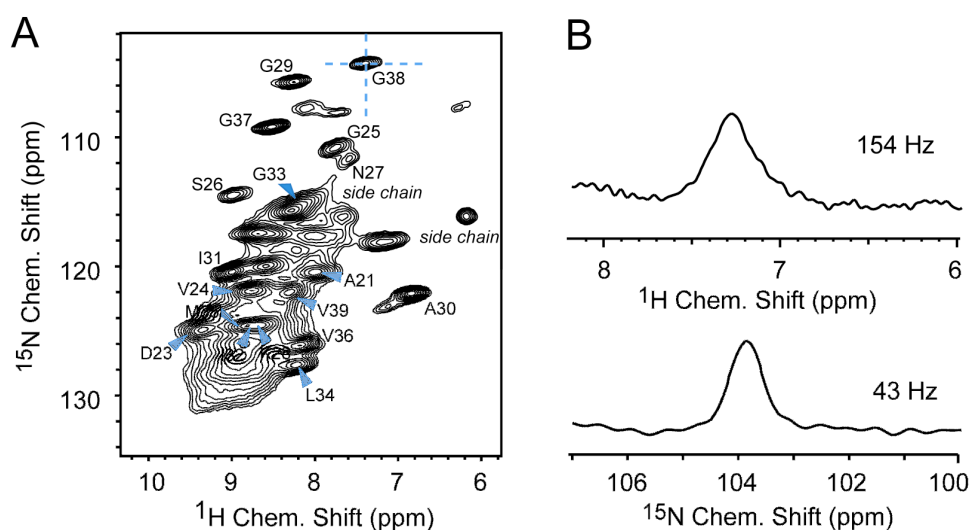 A
B
G29
G38
G37
G25
N27
side chain
S26
G33
side chain
I31
V24
A21
V39
A30
D23
V36
L34
110
120
130
10 9 8 7 6
15N Chem. Shift (ppm)
1H Chem. Shift (ppm)
154 Hz
8 7 6
1H Chem. Shift (ppm)
43 Hz
106 104 102 100
15N Chem. Shift (ppm)